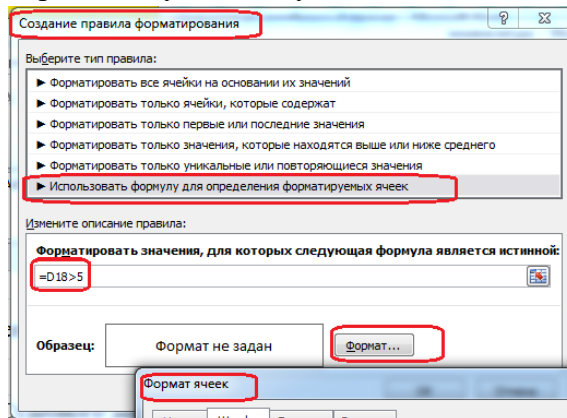 Создание правила форматирования
Выберите тип правила:
► Форматировать все ячейки на основании их значений
► Форматировать только ячейки, которые содержат
► Форматировать только первые или последние значения
► Форматировать только значения, которые находятся выше или ниже среднего
► Форматировать только уникальные или повторяющиеся значения
► Использовать формулу для определения форматируемых ячеек
Измените описание правила:
Форматировать значения, для которых следующая формула является истинной:
=D18>5
Образец:
Формат не задан
Формат...
Формат ячеек